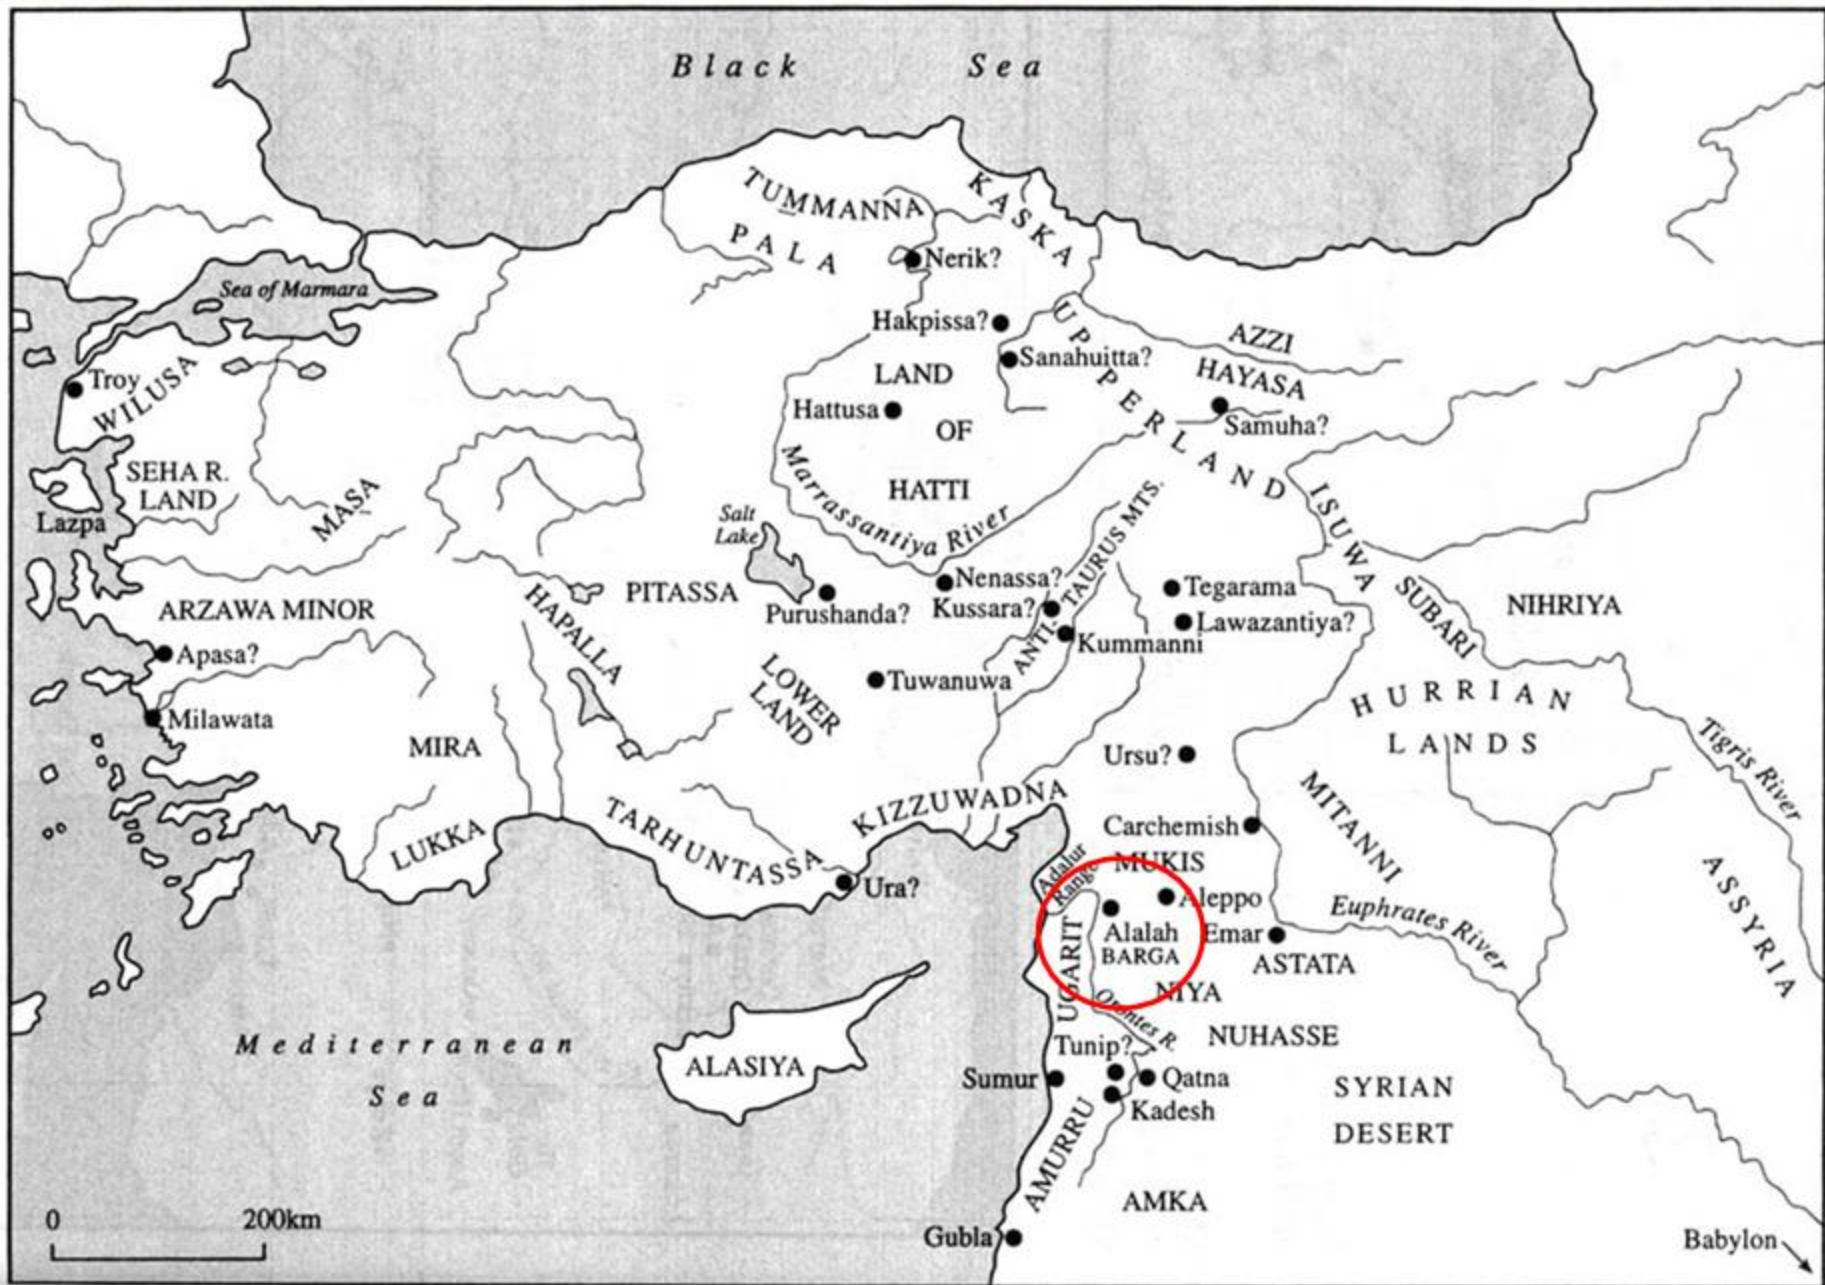 Black Sea
TUMMANNA
KASKA
PALA
Nerik?
Sea of Marmara
Hakpissa?
UPPER LAND
AZZI
Sanahuitta?
HAYASA
Troy
WILUSA
LAND
Hattusa
OF
Samuha?
HATTI
SEHA R.
LAND
MASA
Marrassantiya River
ISUWA
Lazpa
Salt
Lake
ANTI-TAURUS MTS.
Nenassa?
Tegarama
PITASSA
Purushanda?
Kussara?
SUBARI
NIHRIYA
ARZAWA MINOR
HAPALLA
Lawazantiya?
Kummanni
Apasa?
LOWER
LAND
Tuwanuwa
HURRIAN
LANDS
Milawata
MIRA
Ursu?
Tigris River
KIZZUWADNA
MITANNI
TARHUNTASSA
LUKKA
Carchemish
Adalur
Range
MUKIS
Ura?
Aleppo
ASSYRIA
Euphrates River
Alalah
Emar
UGARIT
BARGA
ASTATA
NIYA
Orontes R.
NUHASSE
Mediterranean
Sea
ALASIYA
Tunip?
Sumur
Qatna
Kadesh
SYRIAN
DESERT
AMURRU
AMKA
0 200km
Gubla
Babylon